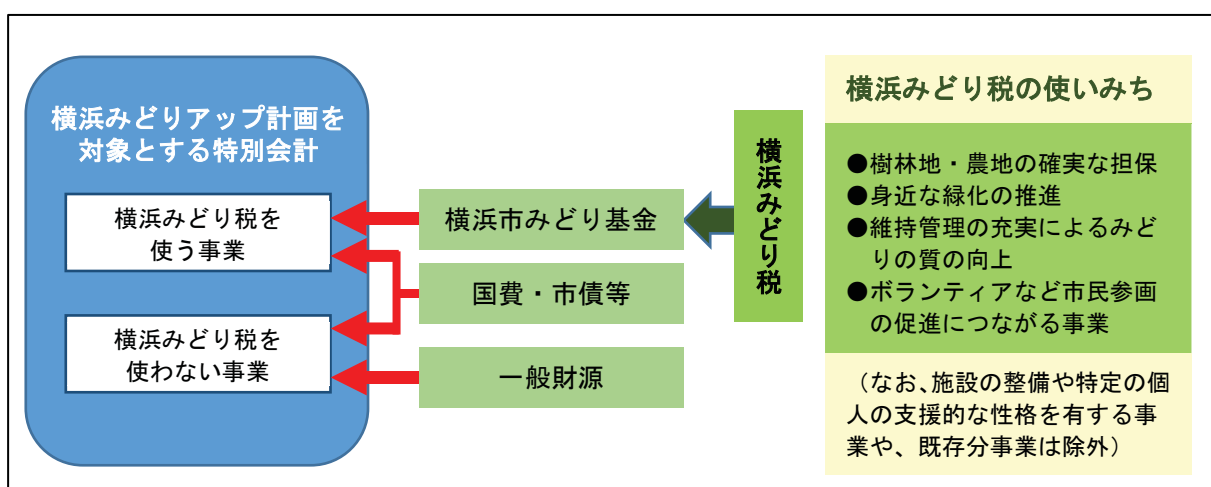 横浜みどりアップ計画を
対象とする特別会計
横浜みどり税を
使う事業
横浜みどり税を
使わない事業
横浜市みどり基金
国費・市債等
一般財源
横浜みどり税
横浜みどり税の使いみち
●樹林地・農地の確実な担保
●身近な緑化の推進
●維持管理の充実によるみど
りの質の向上
●ボランティアなど市民参画
の促進につながる事業
（なお、施設の整備や特定の個
人の支援的な性格を有する事
業や、既存分事業は除外）